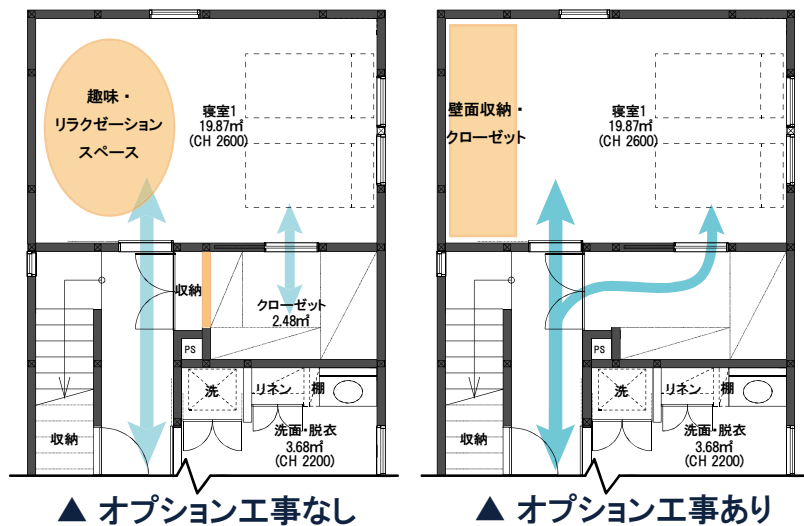 趣味・
リラクゼーション
スペース
寝室1
19.87㎡
(CH 2600)
収納
クローゼット
2.48㎡
PS
洗
リネン
棚
収納
洗面・脱衣
3.68㎡
(CH 2200)
▲ オプション工事なし
壁面収納・
クローゼット
寝室1
19.87㎡
(CH 2600)
PS
洗
リネン
棚
収納
洗面・脱衣
3.68㎡
(CH 2200)
▲ オプション工事あり